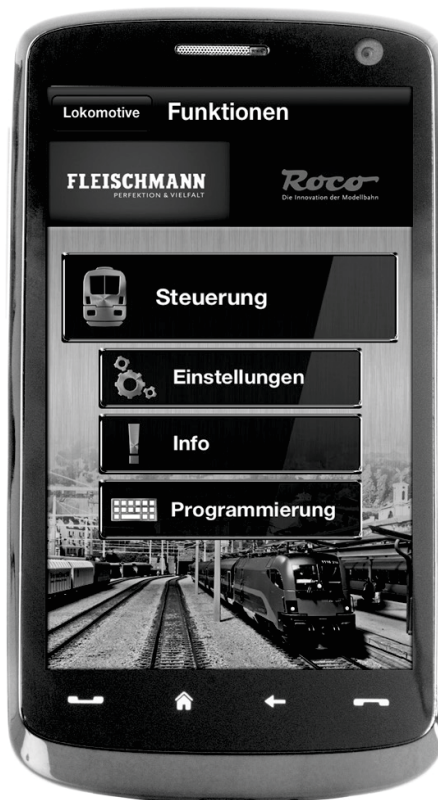 Lokomotive
Funktionen
FLEISCHMANN
PERFEKTION & VIELFALT
Roco
Die Innovation der Modellbahn
Steuerung
Einstellungen
Info
Programmierung